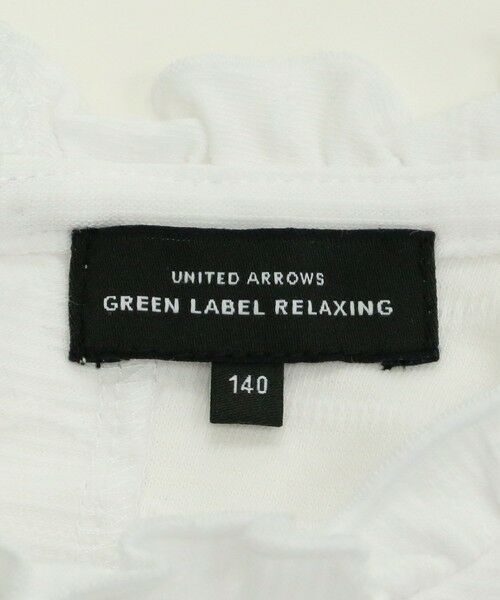 UNITED ARROWS
GREEN LABEL RELAXING
140